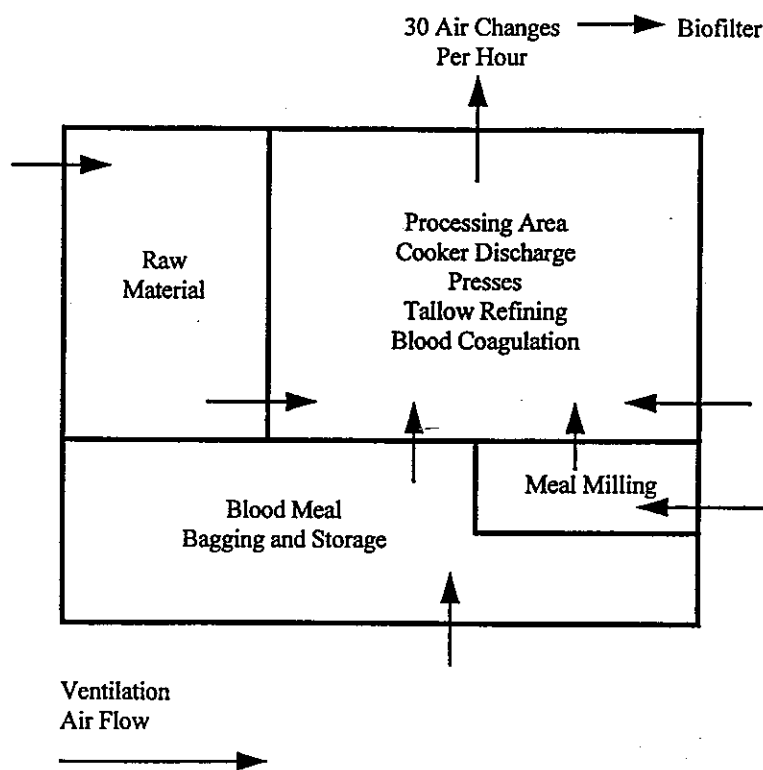 30 Air Changes
Per Hour
Biofilter
Raw
Material
Processing Area
Cooker Discharge
Presses
Tallow Refining
Blood Coagulation
Blood Meal
Bagging and Storage
Meal Milling
Ventilation
Air Flow